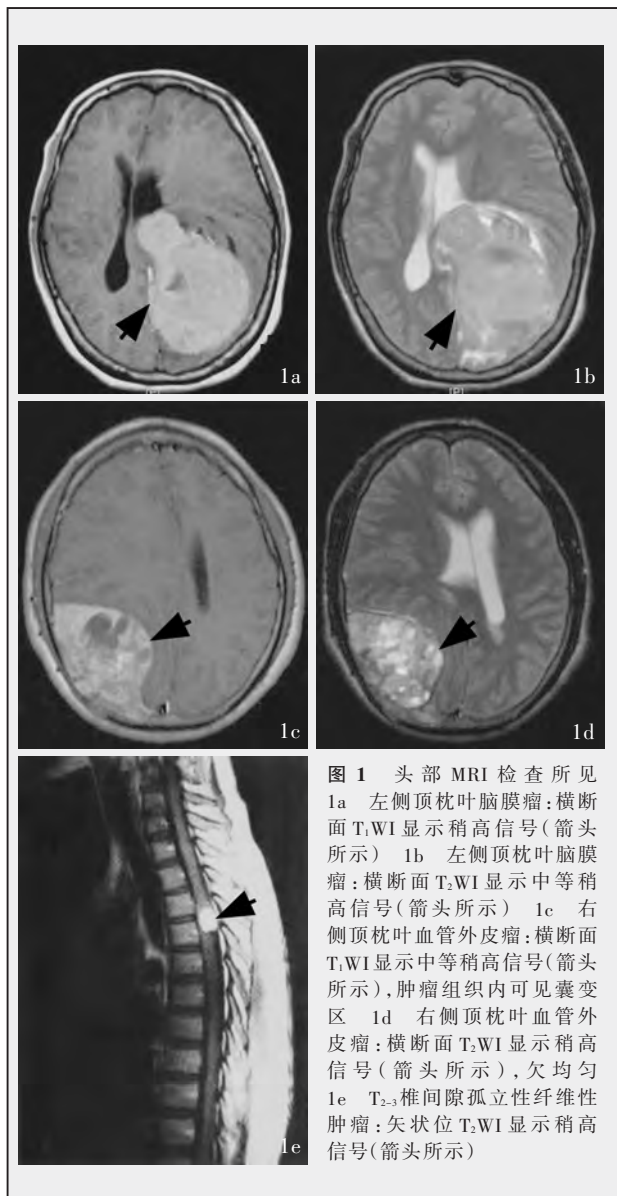 1a
1b
1c
1d
1e
图 1 头部 MRI 检查所见
1a 左侧顶枕叶脑膜瘤:横断
面 T₁WI 显示稍高信号(箭头
所示) 1b 左侧顶枕叶脑膜
瘤:横断面 T₂WI 显示中等稍
高信号(箭头所示) 1c 右
侧顶枕叶血管外皮瘤:横断面
T₁WI 显示中等稍高信号(箭头
所示),肿瘤组织内可见囊变
区 1d 右侧顶枕叶血管外
皮瘤:横断面 T₂WI 显示稍高
信号(箭头所示),欠均匀
1e T₂₋₃椎间隙孤立性纤维性
肿瘤:矢状位 T₂WI 显示稍高
信号(箭头所示)